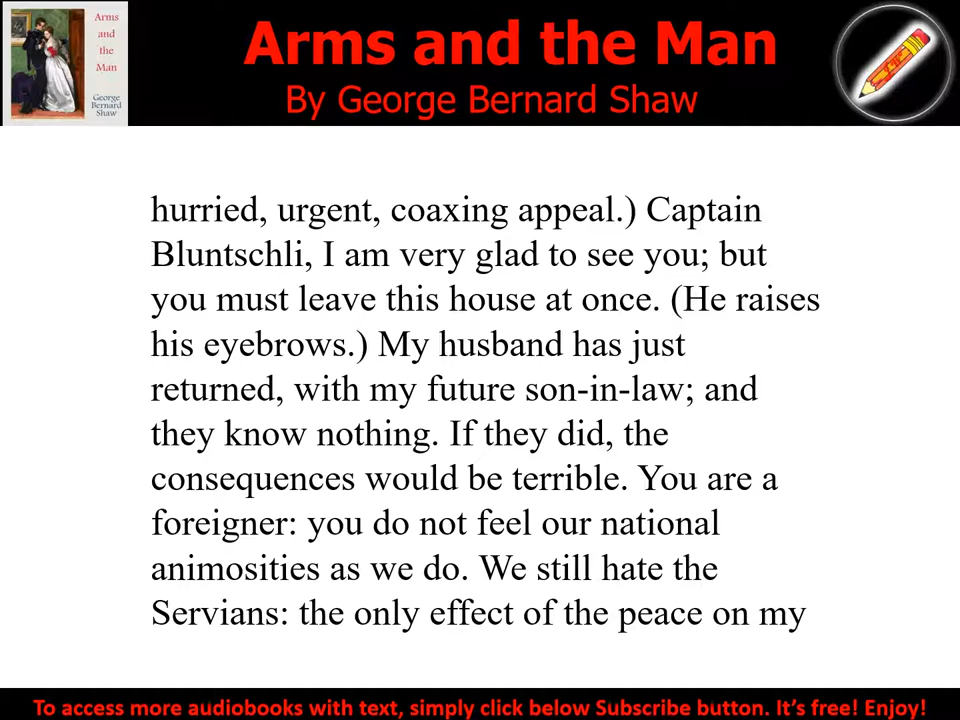 Arms
and
the
Man
George
Bernard
Shaw
Arms and the Man
By George Bernard Shaw
hurried, urgent, coaxing appeal.) Captain
Bluntschli, I am very glad to see you; but
you must leave this house at once. (He raises
his eyebrows.) My husband has just
returned, with my future son-in-law; and
they know nothing. If they did, the
consequences would be terrible. You are a
foreigner: you do not feel our national
animosities as we do. We still hate the
Servians: the only effect of the peace on my
To access more audiobooks with text, simply click below Subscribe button. It's free! Enjoy!